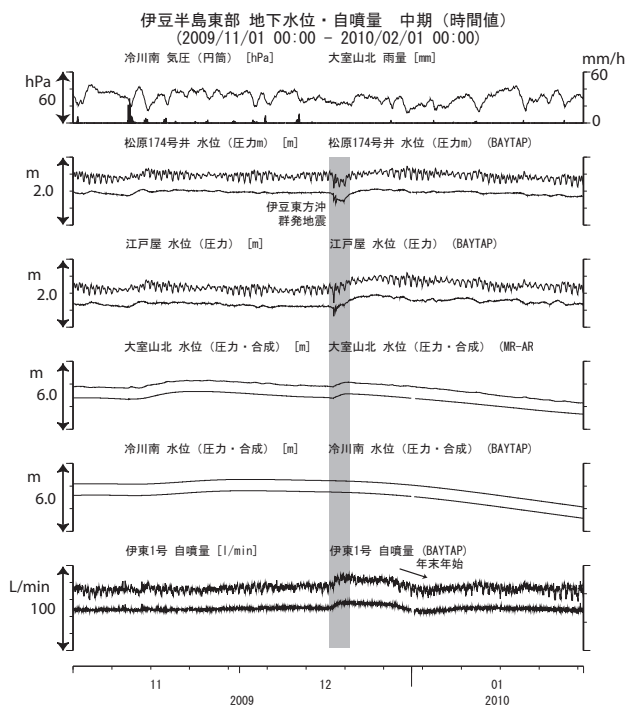 伊豆半島東部 地下水位・自噴量 中期（時間値）
(2009/11/01 00:00 - 2010/02/01 00:00)
冷川南 気圧（円筒） [hPa] 大室山北 雨量 [mm]
hPa
60
mm/h
60
0
松原174号井 水位（圧力m） [m] 松原174号井 水位（圧力m） (BAYTAP)
m
2.0
伊豆東方沖
群発地震
江戸屋 水位（圧力） [m] 江戸屋 水位（圧力） (BAYTAP)
m
2.0
大室山北 水位（圧力・合成） [m] 大室山北 水位（圧力・合成） (MR-AR
m
6.0
冷川南 水位（圧力・合成） [m] 冷川南 水位（圧力・合成） (BAYTAP)
m
6.0
伊東1号 自噴量 [l/min] 伊東1号 自噴量 (BAYTAP)
年末年始
L/min
100
11 12 01
2009 2010